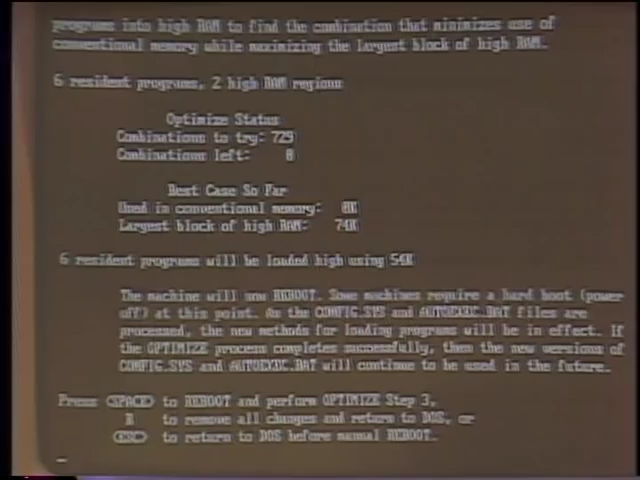 programs into high RAM to find the combination that minimizes use of
conventional memory while maximizing the largest block of high RAM.
6 resident programs, 2 high RAM regions
Optimize Status
Combinations to try: 729
Combinations left: 0
Best Case So Far
Used in conventional memory: 0K
Largest block of high RAM: 74K
6 resident programs will be loaded high using 54K
The machine will now REBOOT. Some machines require a hard boot (power
off) at this point. As the CONFIG.SYS and AUTOEXEC.BAT files are
processed, the new methods for loading programs will be in effect. If
the OPTIMIZE process completes successfully, then the new versions of
CONFIG.SYS and AUTOEXEC.BAT will continue to be used in the future.
Press <SPACE> to REBOOT and perform OPTIMIZE Step 3,
R to remove all changes and return to DOS, or
<ESC> to return to DOS before manual REBOOT.